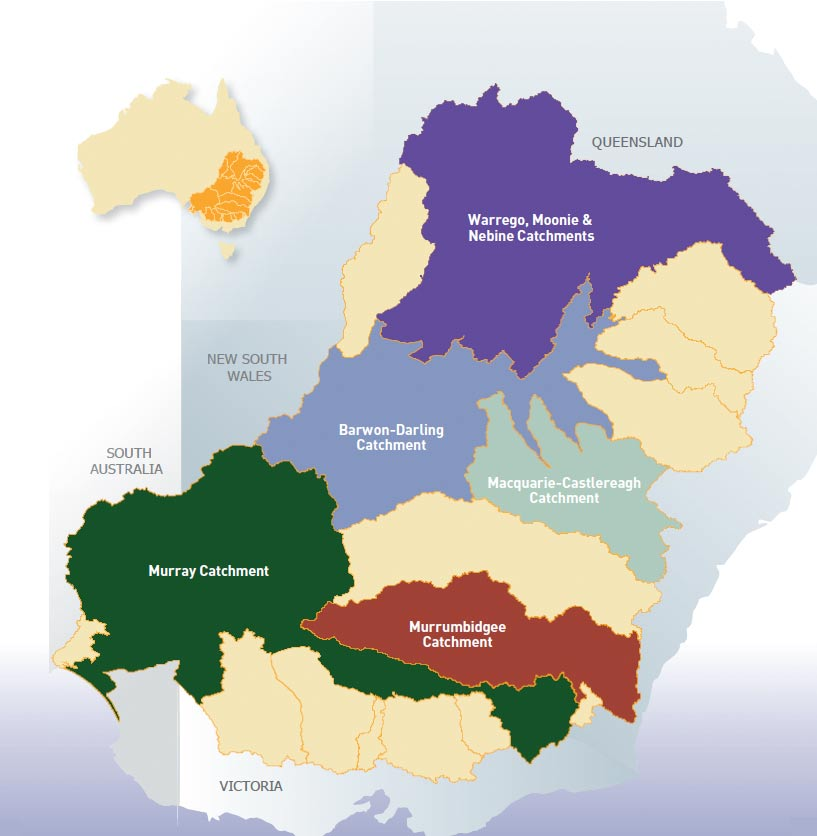 QUEENSLAND
Warrego, Moonie &
Nebine Catchments
NEW SOUTH
WALES
Barwon-Darling
Catchment
SOUTH
AUSTRALIA
Macquarie-Castlereagh
Catchment
Murray Catchment
Murrumbidgee
Catchment
VICTORIA